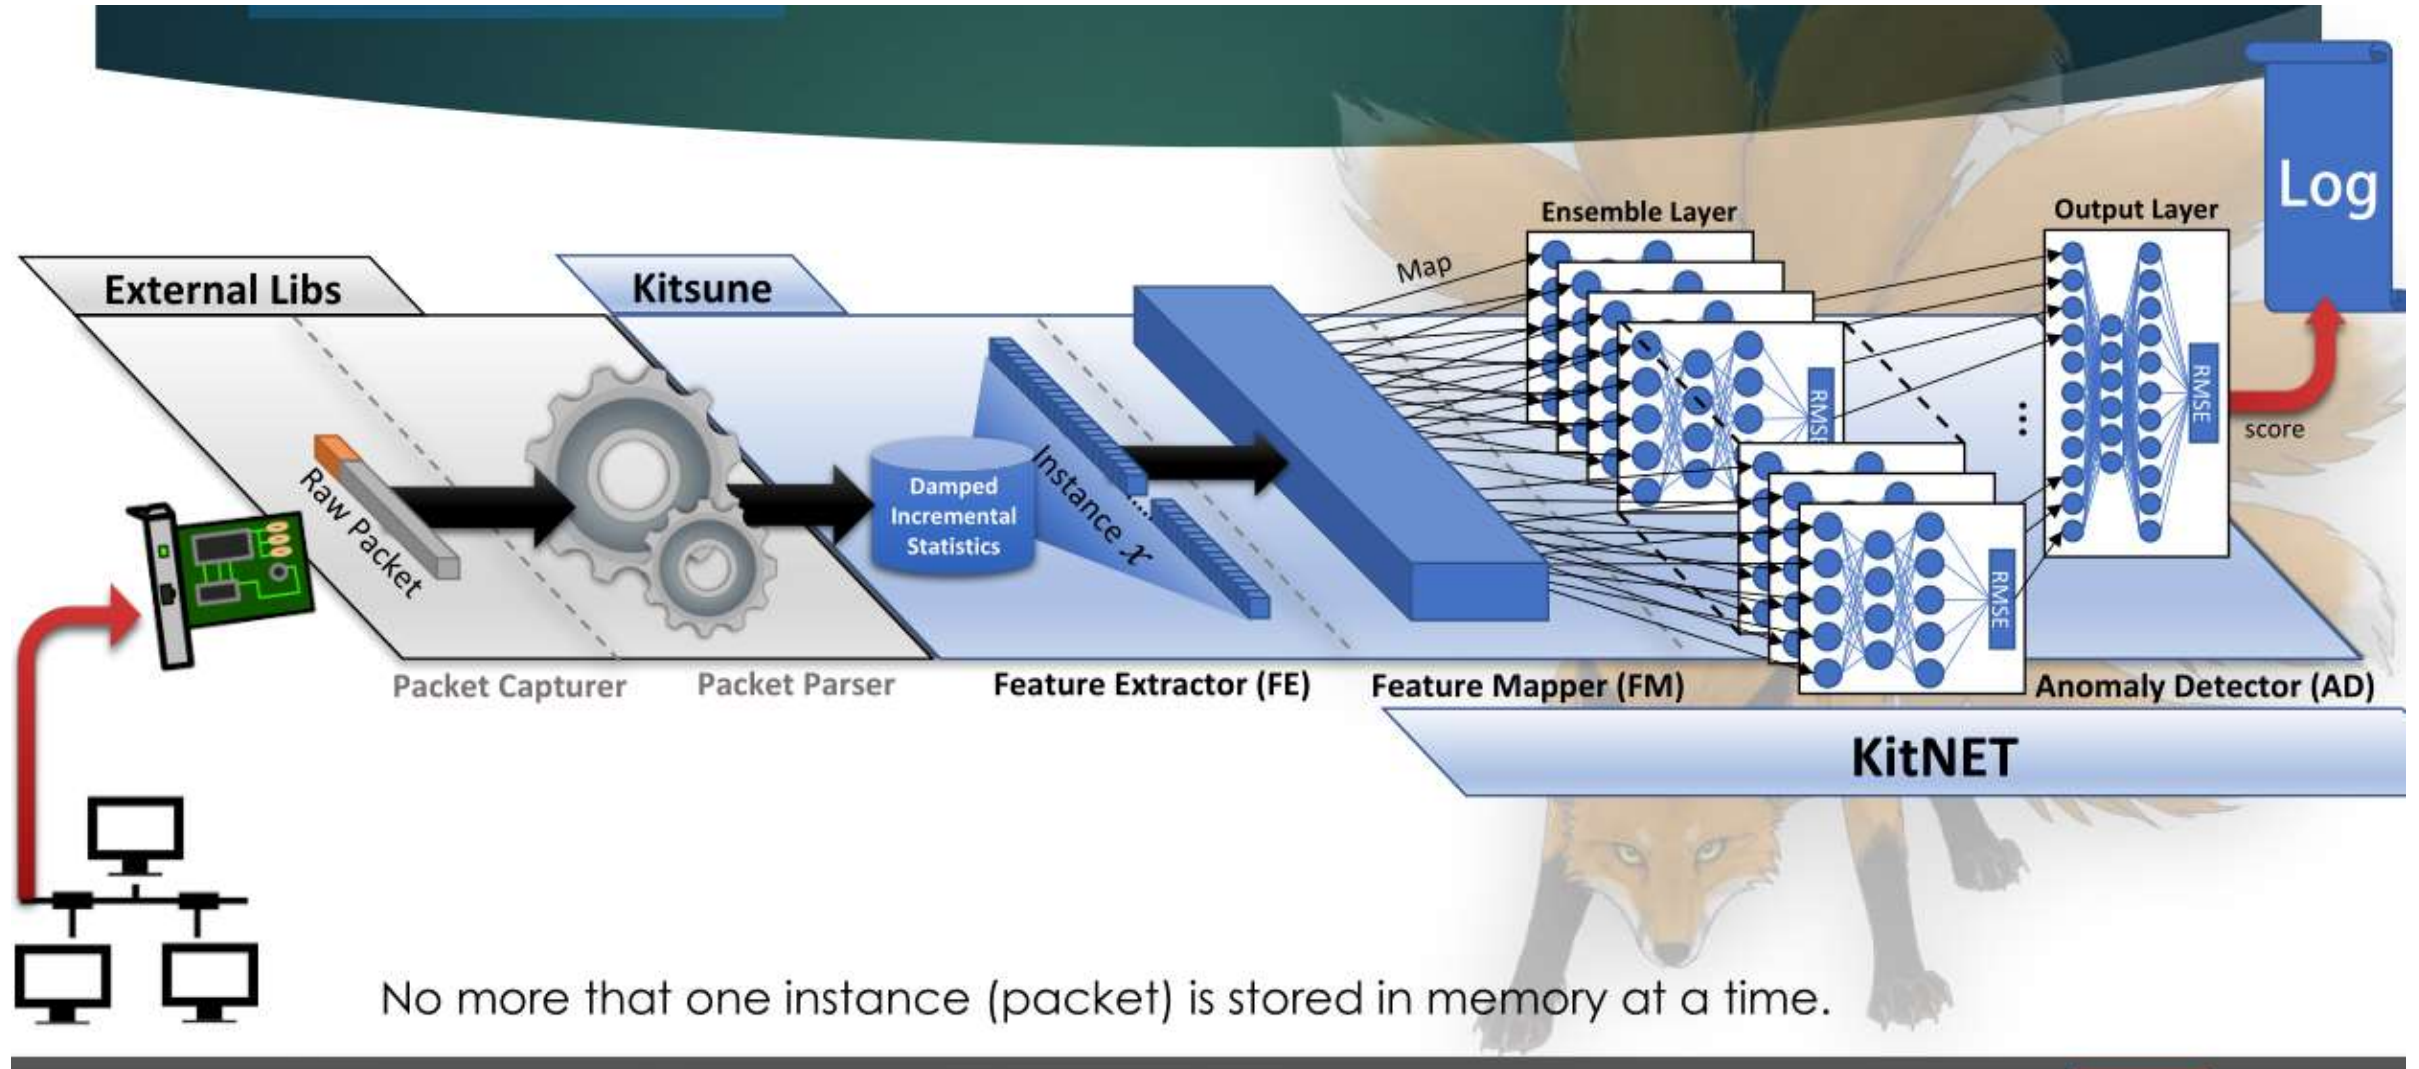 Log
Ensemble Layer
Output Layer
Map
External Libs
Kitsune
RMSE
RMSE
score
Raw Packet
Damped
Incremental
Statistics
Instance x
RMSE
Packet Capturer
Packet Parser
Feature Extractor (FE)
Feature Mapper (FM)
Anomaly Detector (AD)
KitNET
No more that one instance (packet) is stored in memory at a time.